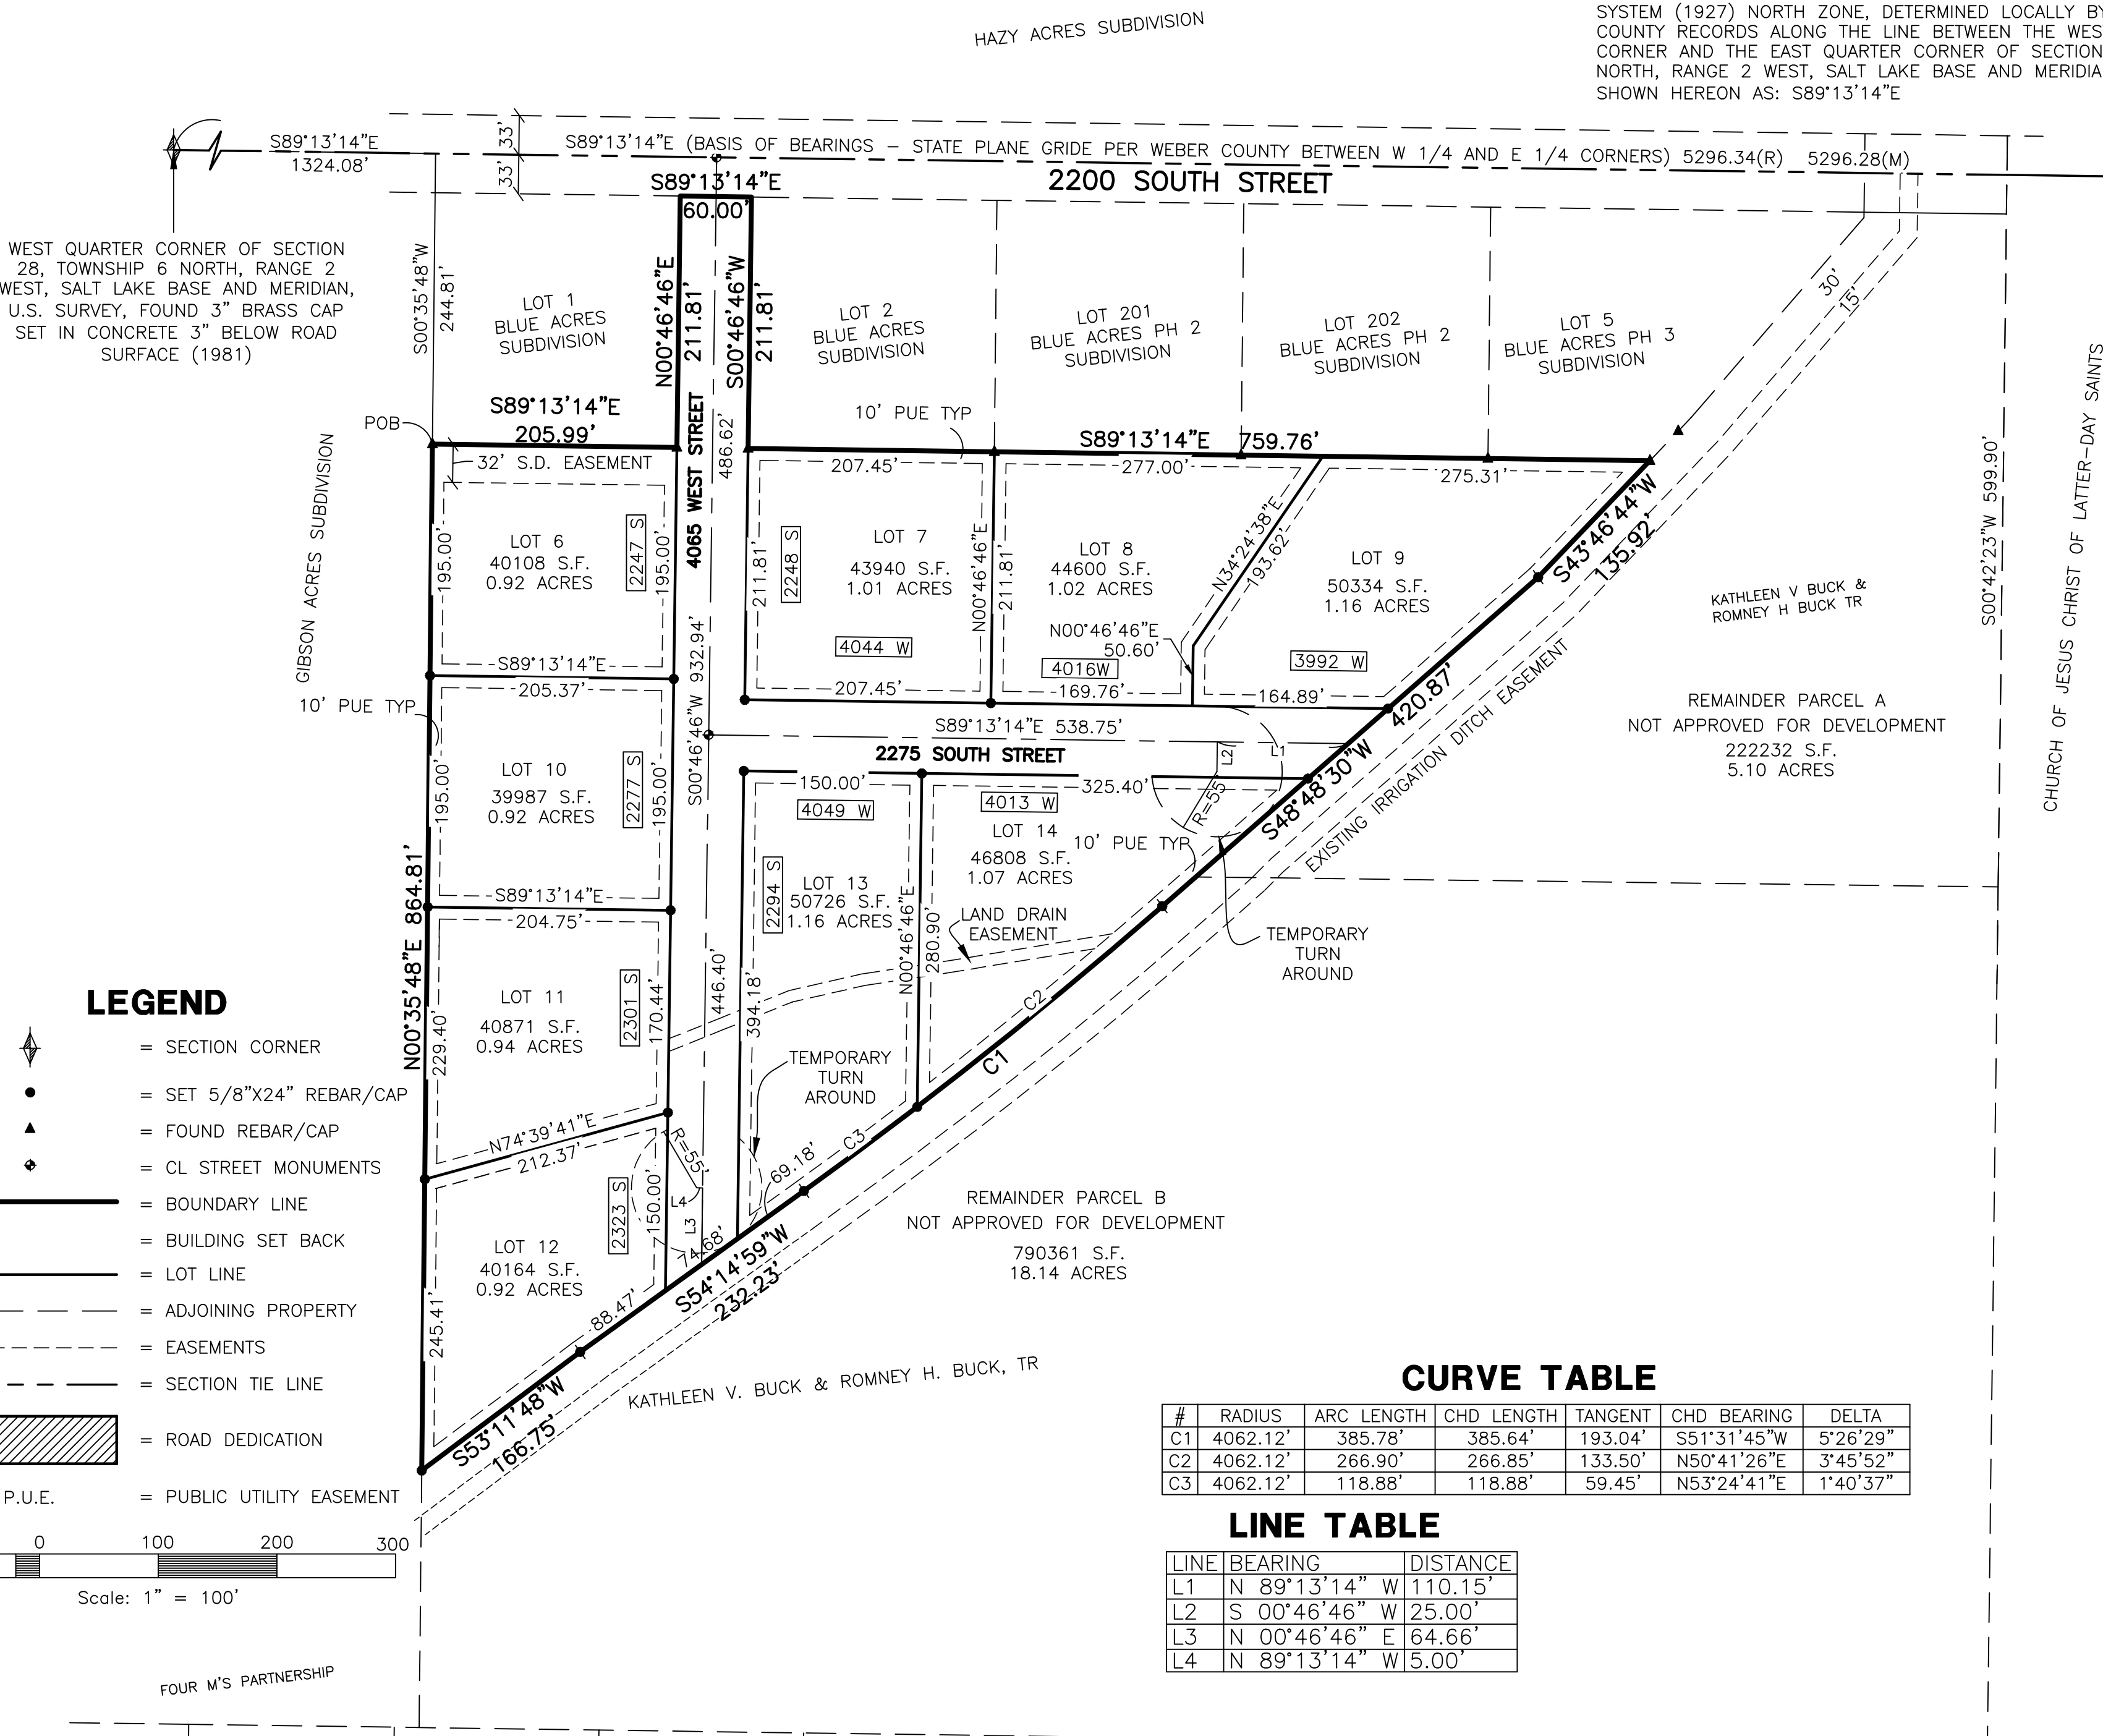 HAZY ACRES SUBDIVISION
SYSTEM (1927) NORTH ZONE, DETERMINED LOCALLY BY
COUNTY RECORDS ALONG THE LINE BETWEEN THE WES
CORNER AND THE EAST QUARTER CORNER OF SECTION
NORTH, RANGE 2 WEST, SALT LAKE BASE AND MERIDIA
SHOWN HEREON AS: S89°13'14"E
S89°13'14"E
1324.08'
33'
33'
S89°13'14"E (BASIS OF BEARINGS – STATE PLANE GRIDE PER WEBER COUNTY BETWEEN W 1/4 AND E 1/4 CORNERS) 5296.34(R) 5296.28(M)
S89°13'14"E
60.00'
2200 SOUTH STREET
WEST QUARTER CORNER OF SECTION
28, TOWNSHIP 6 NORTH, RANGE 2
WEST, SALT LAKE BASE AND MERIDIAN,
U.S. SURVEY, FOUND 3" BRASS CAP
SET IN CONCRETE 3" BELOW ROAD
SURFACE (1981)
S00°35'48"W
244.81'
LOT 1
BLUE ACRES
SUBDIVISION
N00°46'46"E
211.81'
S00°46'46"W
211.81'
LOT 2
BLUE ACRES
SUBDIVISION
LOT 201
BLUE ACRES PH 2
SUBDIVISION
LOT 202
BLUE ACRES PH 2
SUBDIVISION
LOT 5
BLUE ACRES PH 3
SUBDIVISION
30'
15'
POB
S89°13'14"E
205.99'
32' S.D. EASEMENT
4065 WEST STREET
486.62'
10' PUE TYP
S89°13'14"E 759.76'
207.45'
277.00'
275.31'
GIBSON ACRES SUBDIVISION
195.00'
LOT 6
40108 S.F.
0.92 ACRES
2247 S
195.00'
S89°13'14"E
205.37'
211.81'
2248 S
LOT 7
43940 S.F.
1.01 ACRES
4044 W
207.45'
N00°46'46"E
211.81'
LOT 8
44600 S.F.
1.02 ACRES
N00°46'46"E
50.60'
4016W
169.76'
N34°24'38"E
193.62'
LOT 9
50334 S.F.
1.16 ACRES
3992 W
164.89'
S43°46'44"W
135.92'
KATHLEEN V BUCK &
ROMNEY H BUCK TR
S00°42'23"W 599.90'
CHURCH OF JESUS CHRIST OF LATTER–DAY SAINTS
REMAINDER PARCEL A
NOT APPROVED FOR DEVELOPMENT
222232 S.F.
5.10 ACRES
10' PUE TYP
195.00'
LOT 10
39987 S.F.
0.92 ACRES
2277 S
195.00'
S89°13'14"E
204.75'
S00°46'46"W 932.94'
S89°13'14"E 538.75'
2275 SOUTH STREET
L2
L1
R=55'
S48°48'30"W
420.87'
EXISTING IRRIGATION DITCH EASEMENT
150.00'
4049 W
325.40'
4013 W
LOT 14
46808 S.F.
1.07 ACRES
10' PUE TYP
2294 S
LOT 13
50726 S.F.
1.16 ACRES
N00°46'46"E
280.90'
LAND DRAIN
EASEMENT
TEMPORARY
TURN
AROUND
N00°35'48"E 864.81'
229.40'
LOT 11
40871 S.F.
0.94 ACRES
2301 S
170.44'
446.40'
394.18'
C2
C1
TEMPORARY
TURN
AROUND
N74°39'41"E
212.37'
R=55'
C3
69.18'
2323 S
150.00'
L4
L3
74.68'
LOT 12
40164 S.F.
0.92 ACRES
245.41'
88.47'
S54°14'59"W
232.23'
S53°11'48"W
166.75'
REMAINDER PARCEL B
NOT APPROVED FOR DEVELOPMENT
790361 S.F.
18.14 ACRES
KATHLEEN V. BUCK & ROMNEY H. BUCK, TR
LEGEND
= SECTION CORNER
= SET 5/8"X24" REBAR/CAP
= FOUND REBAR/CAP
= CL STREET MONUMENTS
= BOUNDARY LINE
= BUILDING SET BACK
= LOT LINE
= ADJOINING PROPERTY
= EASEMENTS
= SECTION TIE LINE
= ROAD DEDICATION
P.U.E. = PUBLIC UTILITY EASEMENT
0 100 200 300
Scale: 1" = 100'
FOUR M'S PARTNERSHIP
CURVE TABLE
# RADIUS ARC LENGTH CHD LENGTH TANGENT CHD BEARING DELTA
C1 4062.12' 385.78' 385.64' 193.04' S51°31'45"W 5°26'29"
C2 4062.12' 266.90' 266.85' 133.50' N50°41'26"E 3°45'52"
C3 4062.12' 118.88' 118.88' 59.45' N53°24'41"E 1°40'37"
LINE TABLE
LINE BEARING DISTANCE
L1 N 89°13'14" W 110.15'
L2 S 00°46'46" W 25.00'
L3 N 00°46'46" E 64.66'
L4 N 89°13'14" W 5.00'